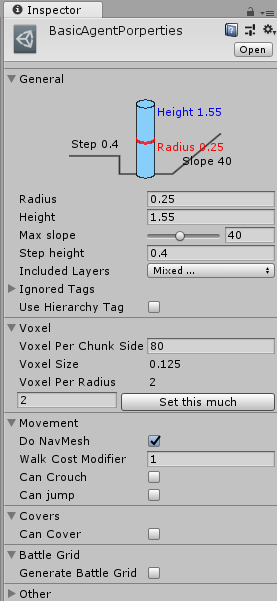 Inspector
BasicAgentPorperties
Open
General
Height 1.55
Step 0.4
Radius 0.25
Slope 40
Radius 0.25
Height 1.55
Max slope 40
Step height 0.4
Included Layers Mixed ...
Ignored Tags
Use Hierarchy Tag
Voxel
Voxel Per Chunk Side 80
Voxel Size 0.125
Voxel Per Radius 2
2 Set this much
Movement
Do NavMesh
Walk Cost Modifier 1
Can Crouch
Can jump
Covers
Can Cover
Battle Grid
Generate Battle Grid
Other